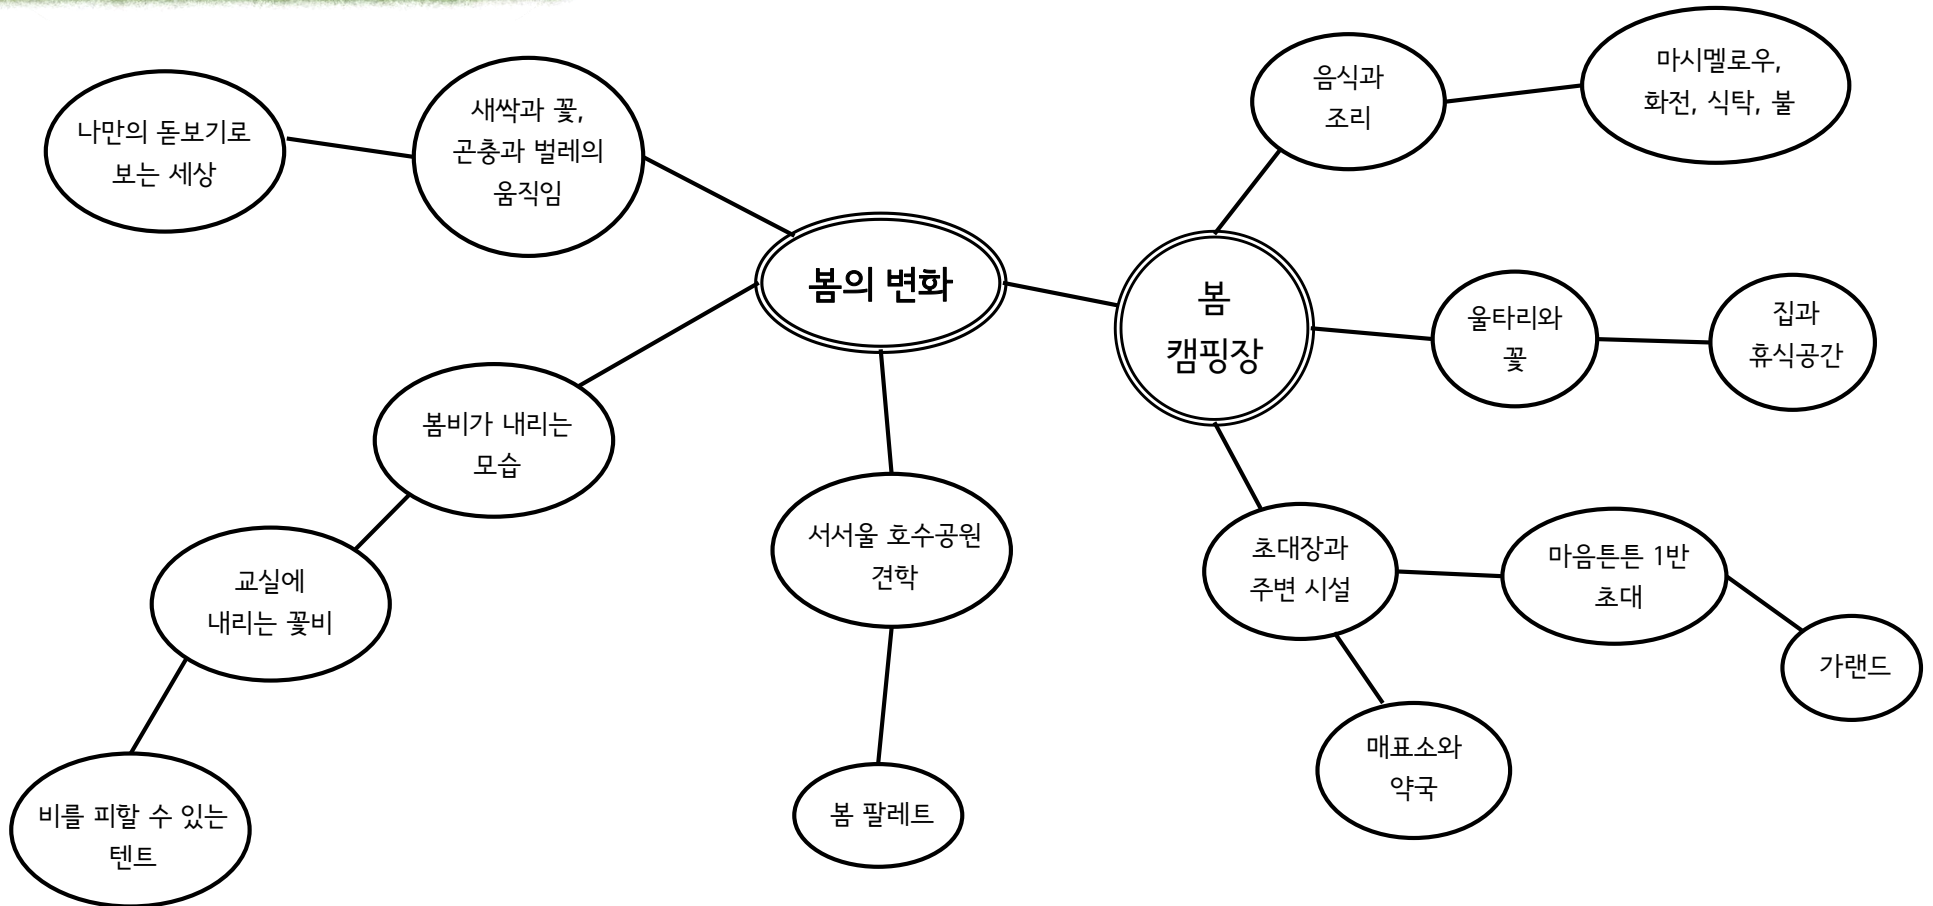 나만의 돋보기로
보는 세상
새싹과 꽃,
곤충과 벌레의
움직임
봄의 변화
봄비가 내리는
모습
교실에
내리는 꽃비
비를 피할 수 있는
텐트
서서울 호수공원
견학
봄 팔레트
봄
캠핑장
음식과
조리
마시멜로우,
화전, 식탁, 불
울타리와
꽃
집과
휴식공간
초대장과
주변 시설
마음튼튼 1반
초대
가랜드
매표소와
약국